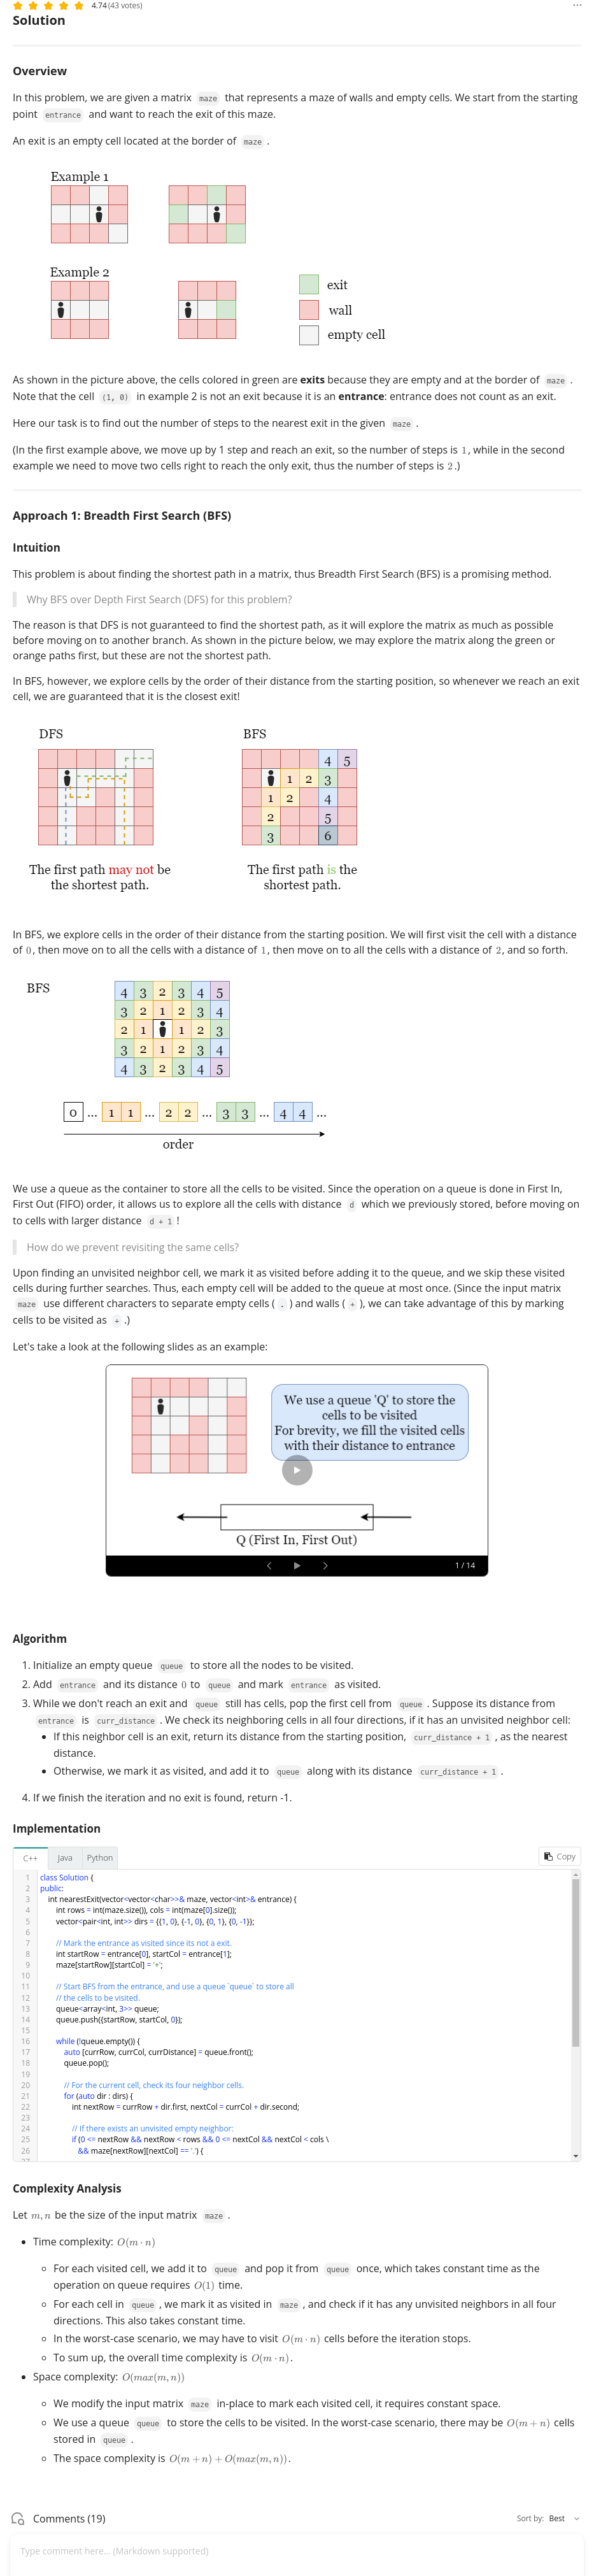 4.74 (43 votes)
Solution
Overview
In this problem, we are given a matrix maze that represents a maze of walls and empty cells. We start from the starting
point entrance and want to reach the exit of this maze.
An exit is an empty cell located at the border of maze .
Example 1
Example 2
exit
wall
empty cell
As shown in the picture above, the cells colored in green are exits because they are empty and at the border of maze .
Note that the cell (1, 0) in example 2 is not an exit because it is an entrance: entrance does not count as an exit.
Here our task is to find out the number of steps to the nearest exit in the given maze .
(In the first example above, we move up by 1 step and reach an exit, so the number of steps is 1, while in the second
example we need to move two cells right to reach the only exit, thus the number of steps is 2.)
Approach 1: Breadth First Search (BFS)
Intuition
This problem is about finding the shortest path in a matrix, thus Breadth First Search (BFS) is a promising method.
Why BFS over Depth First Search (DFS) for this problem?
The reason is that DFS is not guaranteed to find the shortest path, as it will explore the matrix as much as possible
before moving on to another branch. As shown in the picture below, we may explore the matrix along the green or
orange paths first, but these are not the shortest path.
In BFS, however, we explore cells by the order of their distance from the starting position, so whenever we reach an exit
cell, we are guaranteed that it is the closest exit!
DFS
BFS
4 5
1 2 3
1 2 4
2 5
3 6
The first path may not be
the shortest path.
The first path is the
shortest path.
In BFS, we explore cells in the order of their distance from the starting position. We will first visit the cell with a distance
of 0, then move on to all the cells with a distance of 1, then move on to all the cells with a distance of 2, and so forth.
BFS
4 3 2 3 4 5
3 2 1 2 3 4
2 1 1 2 3
3 2 1 2 3 4
4 3 2 3 4 5
0 ... 1 1 ... 2 2 ... 3 3 ... 4 4 ...
order
We use a queue as the container to store all the cells to be visited. Since the operation on a queue is done in First In,
First Out (FIFO) order, it allows us to explore all the cells with distance d which we previously stored, before moving on
to cells with larger distance d + 1 !
How do we prevent revisiting the same cells?
Upon finding an unvisited neighbor cell, we mark it as visited before adding it to the queue, and we skip these visited
cells during further searches. Thus, each empty cell will be added to the queue at most once. (Since the input matrix
maze use different characters to separate empty cells ( . ) and walls ( + ), we can take advantage of this by marking
cells to be visited as + .)
Let's take a look at the following slides as an example:
We use a queue 'Q' to store the
cells to be visited
For brevity, we fill the visited cells
with their distance to entrance
Q (First In, First Out)
1 / 14
Algorithm
1. Initialize an empty queue queue to store all the nodes to be visited.
2. Add entrance and its distance 0 to queue and mark entrance as visited.
3. While we don't reach an exit and queue still has cells, pop the first cell from queue . Suppose its distance from
entrance is curr_distance . We check its neighboring cells in all four directions, if it has an unvisited neighbor cell:
• If this neighbor cell is an exit, return its distance from the starting position, curr_distance + 1 , as the nearest
distance.
• Otherwise, we mark it as visited, and add it to queue along with its distance curr_distance + 1 .
4. If we finish the iteration and no exit is found, return -1.
Implementation
C++ Java Python Copy
1 class Solution {
2 public:
3 int nearestExit(vector<vector<char>>& maze, vector<int>& entrance) {
4 int rows = int(maze.size()), cols = int(maze[0].size());
5 vector<pair<int, int>> dirs = {{1, 0}, {-1, 0}, {0, 1}, {0, -1}};
6
7 // Mark the entrance as visited since its not a exit.
8 int startRow = entrance[0], startCol = entrance[1];
9 maze[startRow][startCol] = '+';
10
11 // Start BFS from the entrance, and use a queue `queue` to store all
12 // the cells to be visited.
13 queue<array<int, 3>> queue;
14 queue.push({startRow, startCol, 0});
15
16 while (!queue.empty()) {
17 auto [currRow, currCol, currDistance] = queue.front();
18 queue.pop();
19
20 // For the current cell, check its four neighbor cells.
21 for (auto dir : dirs) {
22 int nextRow = currRow + dir.first, nextCol = currCol + dir.second;
23
24 // If there exists an unvisited empty neighbor:
25 if (0 <= nextRow && nextRow < rows && 0 <= nextCol && nextCol < cols \
26 && maze[nextRow][nextCol] == '.') {
Complexity Analysis
Let m, n be the size of the input matrix maze .
• Time complexity: O(m · n)
For each visited cell, we add it to queue and pop it from queue once, which takes constant time as the
operation on queue requires O(1) time.
For each cell in queue , we mark it as visited in maze , and check if it has any unvisited neighbors in all four
directions. This also takes constant time.
In the worst-case scenario, we may have to visit O(m · n) cells before the iteration stops.
To sum up, the overall time complexity is O(m · n).
• Space complexity: O(max(m, n))
We modify the input matrix maze in-place to mark each visited cell, it requires constant space.
We use a queue queue to store the cells to be visited. In the worst-case scenario, there may be O(m + n) cells
stored in queue .
The space complexity is O(m + n) + O(max(m, n)).
Comments (19)
Sort by: Best
Type comment here... (Markdown supported)